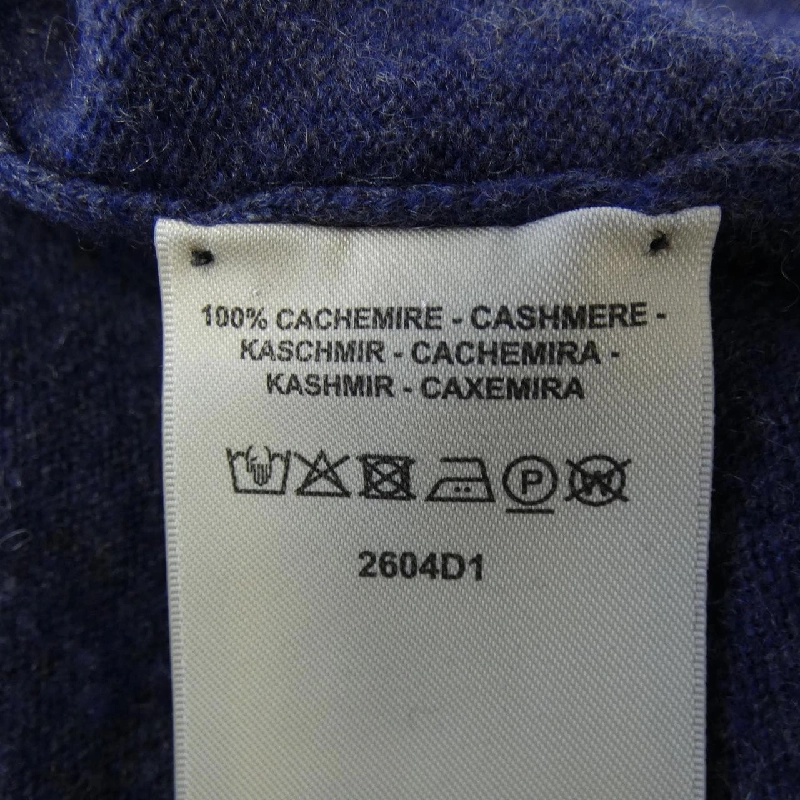 100% CACHEMIRE - CASHMERE -
KASCHMIR - CACHEMIRA -
KASHMIR - CAXEMIRA
P W
2604D1